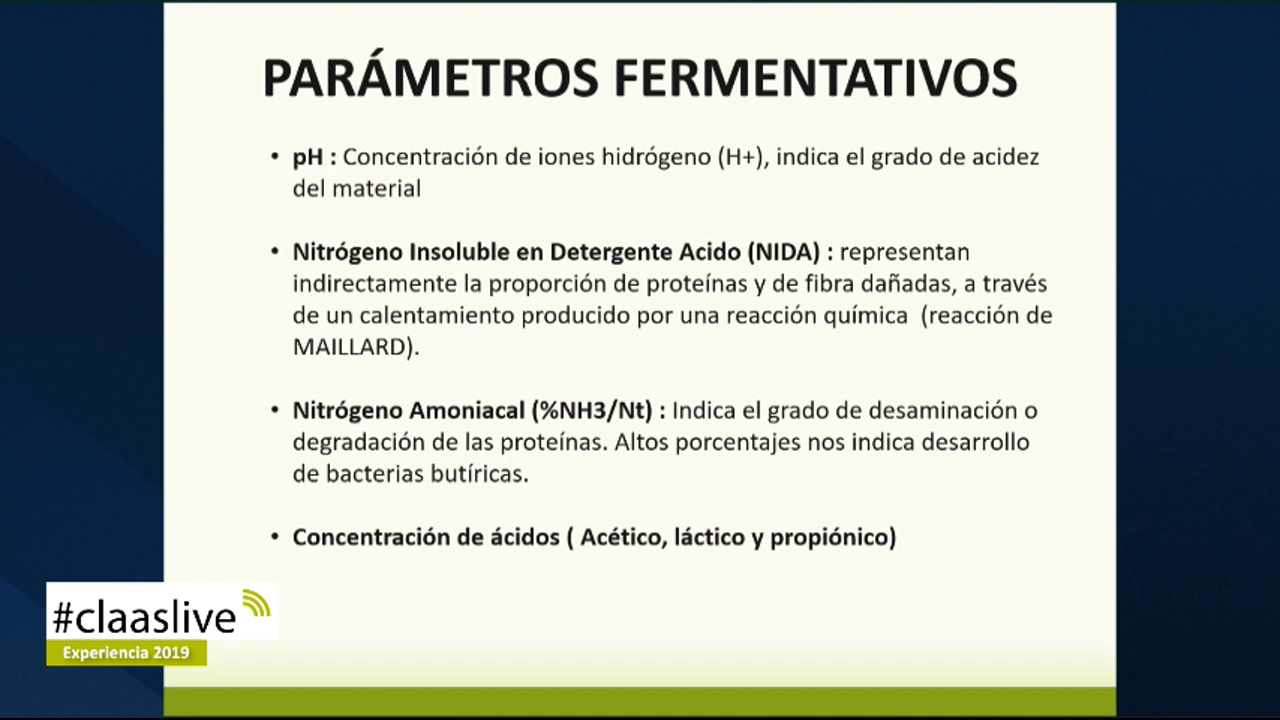 PARÁMETROS FERMENTATIVOS
• pH : Concentración de iones hidrógeno (H+), indica el grado de acidez
del material
• Nitrógeno Insoluble en Detergente Acido (NIDA) : representan
indirectamente la proporción de proteínas y de fibra dañadas, a través
de un calentamiento producido por una reacción química (reacción de
MAILLARD).
• Nitrógeno Amoniacal (%NH3/Nt) : Indica el grado de desaminación o
degradación de las proteínas. Altos porcentajes nos indica desarrollo
de bacterias butíricas.
• Concentración de ácidos ( Acético, láctico y propiónico)
#claaslive
Experiencia 2019